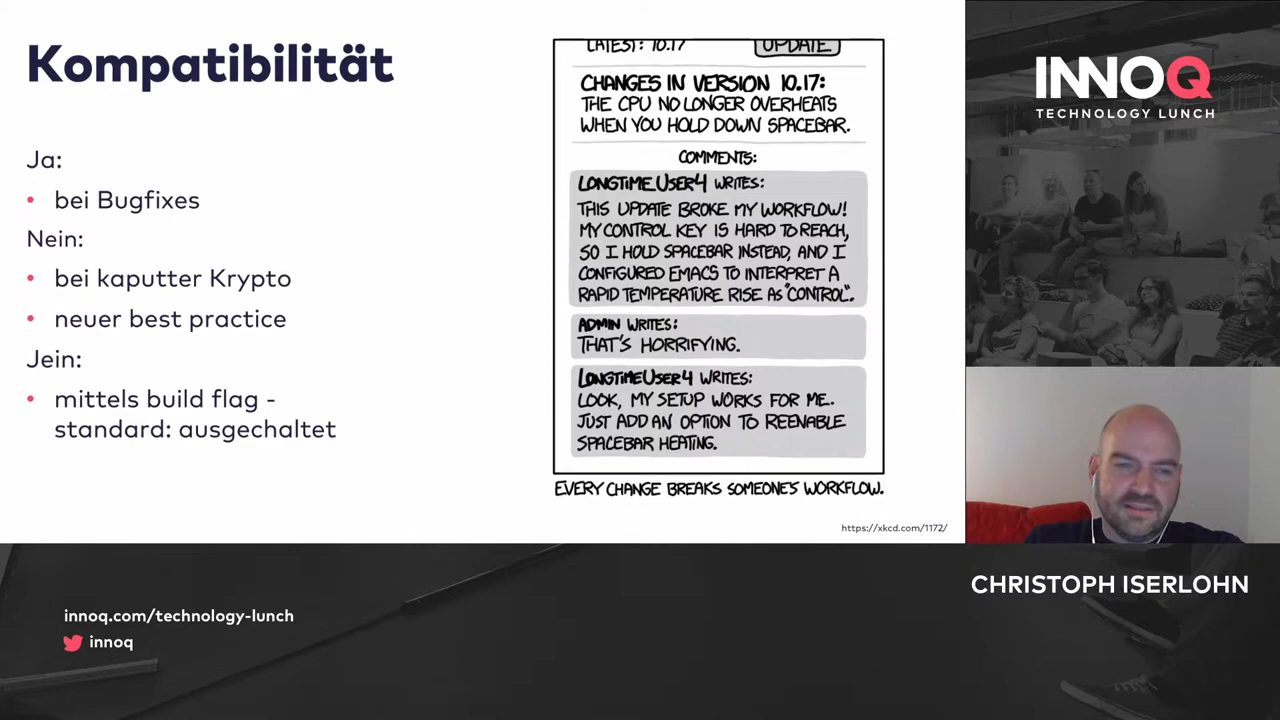 Kompatibilität
Ja:
• bei Bugfixes
Nein:
• bei kaputter Krypto
• neuer best practice
Jein:
• mittels build flag -
standard: ausgeschaltet
LATEST: 10.17 UPDATE
CHANGES IN VERSION 10.17:
THE CPU NO LONGER OVERHEATS
WHEN YOU HOLD DOWN SPACEBAR.
COMMENTS:
LONGTIMEUSER4 WRITES:
THIS UPDATE BROKE MY WORKFLOW!
MY CONTROL KEY IS HARD TO REACH,
SO I HOLD SPACEBAR INSTEAD, AND I
CONFIGURED EMACS TO INTERPRET A
RAPID TEMPERATURE RISE AS "CONTROL".
ADMIN WRITES:
THAT'S HORRIFYING.
LONGTIMEUSER4 WRITES:
LOOK, MY SETUP WORKS FOR ME.
JUST ADD AN OPTION TO REENABLE
SPACEBAR HEATING.
EVERY CHANGE BREAKS SOMEONE'S WORKFLOW.
https://xkcd.com/1172/
INNOQ
TECHNOLOGY LUNCH
CHRISTOPH ISERLOHN
innoq.com/technology-lunch
innoq